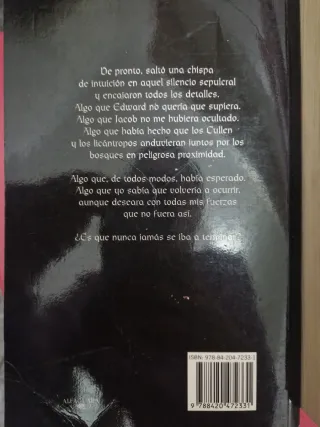 De pronto, saltó una chispa
de intuición en aquel silencio sepulcral
y encajaron todos los detalles.
Algo que Edward no quería que supiera.
Algo que Jacob no me hubiera ocultado.
Algo que había hecho que los Cullen
y los licántropos anduvieran juntos por los
bosques en peligrosa proximidad.
Algo que, de todos modos, había esperado.
Algo que yo sabía que volvería a ocurrir,
aunque deseara con todas mis fuerzas
que no fuera así.
¿Es que nunca jamás se iba a terminar?
ISBN: 978-84-204-7233-1
9 788420 472331